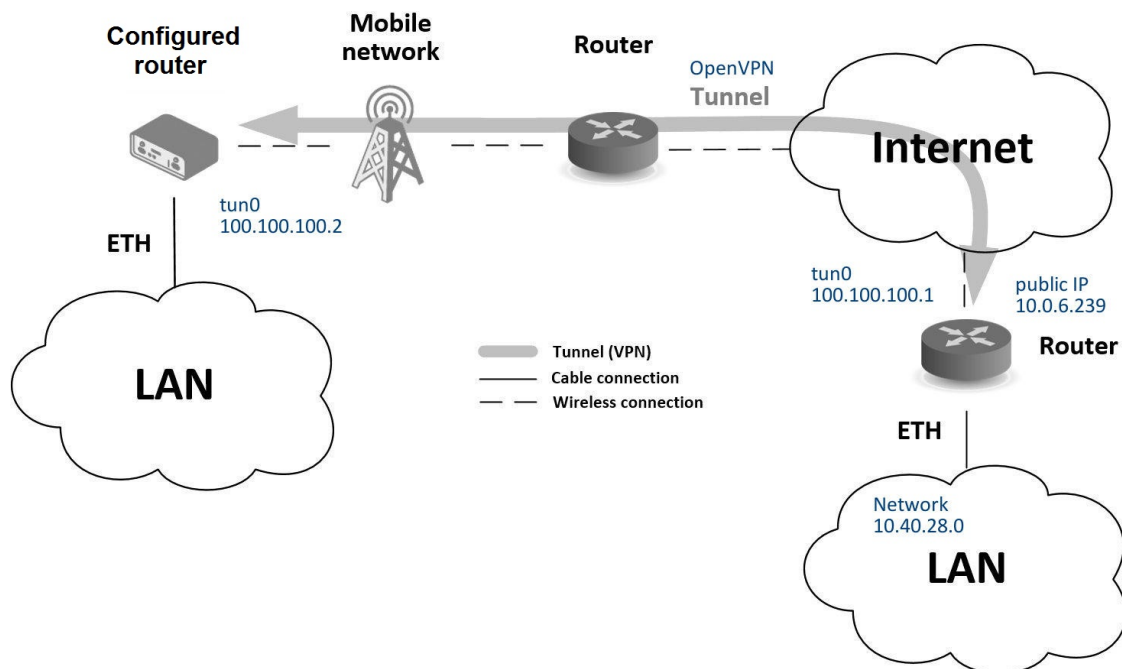 Configured
router
Mobile
network
Router
OpenVPN
Tunnel
Internet
tun0
100.100.100.2
ETH
LAN
tun0
100.100.100.1
public IP
10.0.6.239
Router
Tunnel (VPN)
Cable connection
Wireless connection
ETH
Network
10.40.28.0
LAN